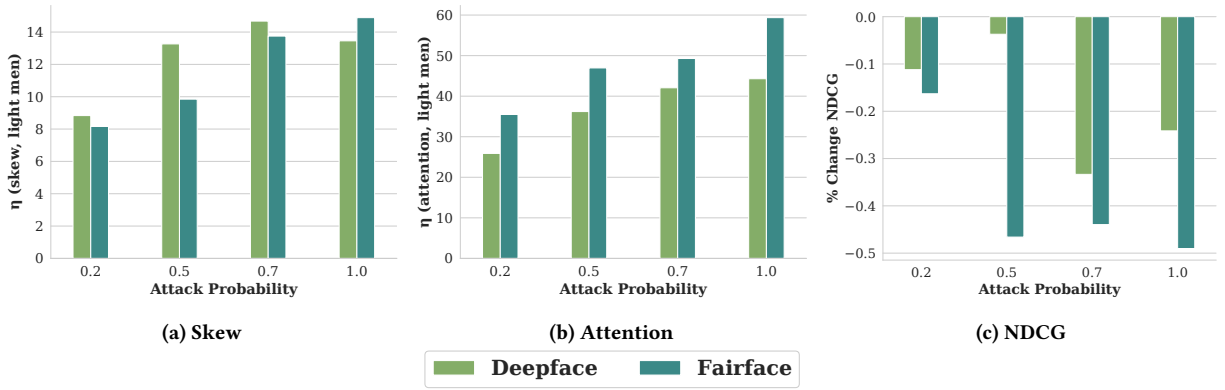 14
12
10
8
6
4
2
0
η (skew, light men)
0.2 0.5 0.7 1.0
Attack Probability
(a) Skew
60
50
40
30
20
10
0
η (attention, light men)
0.2 0.5 0.7 1.0
Attack Probability
(b) Attention
0.0
−0.1
−0.2
−0.3
−0.4
−0.5
% Change NDCG
0.2 0.5 0.7 1.0
Attack Probability
(c) NDCG
Deepface Fairface